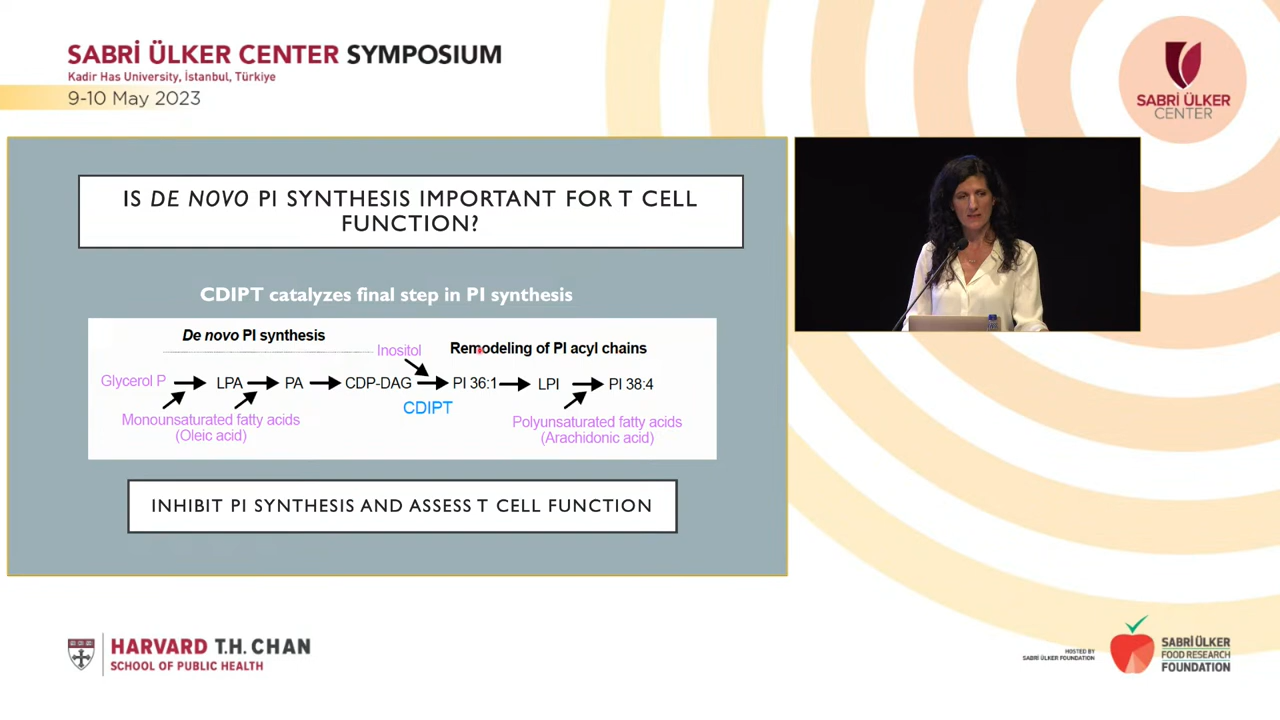 SABRİ ÜLKER CENTER SYMPOSIUM
Kadir Has University, İstanbul, Türkiye
9-10 May 2023
SABRİ ÜLKER
CENTER
IS DE NOVO PI SYNTHESIS IMPORTANT FOR T CELL
FUNCTION?
CDIPT catalyzes final step in PI synthesis
De novo PI synthesis
Inositol
Remodeling of PI acyl chains
Glycerol P
LPA
PA
CDP-DAG
PI 36:1
LPI
PI 38:4
CDIPT
Monounsaturated fatty acids
(Oleic acid)
Polyunsaturated fatty acids
(Arachidonic acid)
INHIBIT PI SYNTHESIS AND ASSESS T CELL FUNCTION
HARVARD T.H. CHAN
SCHOOL OF PUBLIC HEALTH
HOSTED BY
SABRİ ÜLKER FOUNDATION
SABRİ ÜLKER
FOOD RESEARCH
FOUNDATION